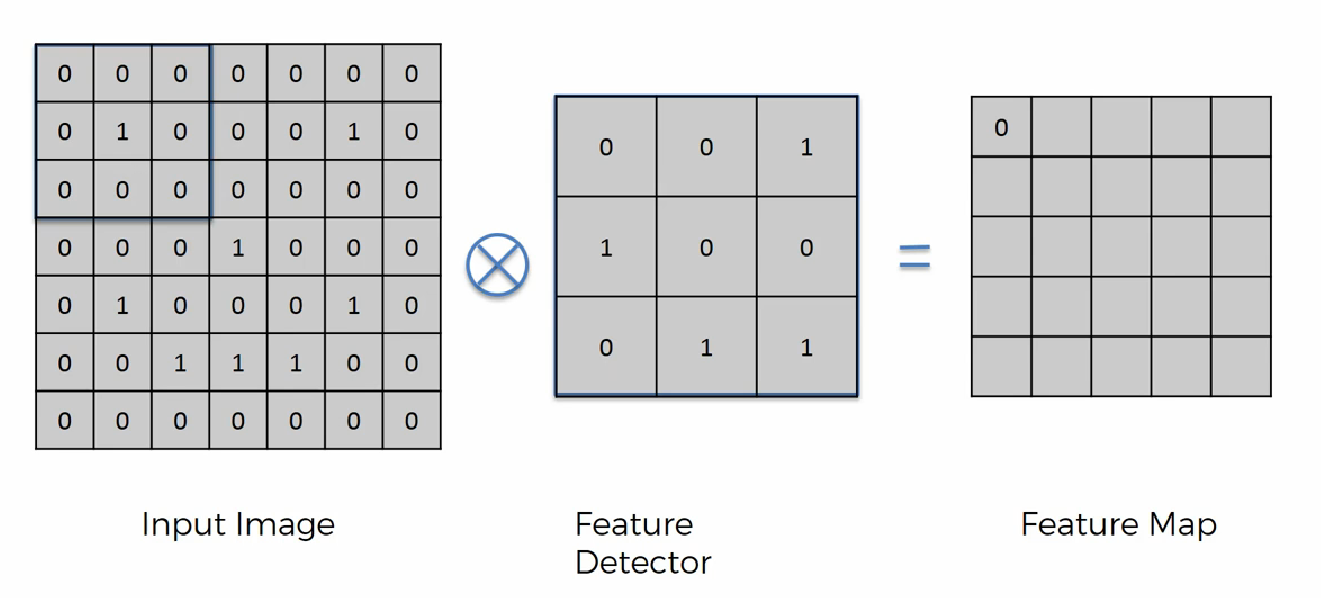 0 0 0 0 0 0 0
0 1 0 0 0 1 0
0 0 0 0 0 0 0
0 0 0 1 0 0 0
0 1 0 0 0 1 0
0 0 1 1 1 0 0
0 0 0 0 0 0 0
Input Image
0 0 1
1 0 0
0 1 1
Feature
Detector
=
0
Feature Map